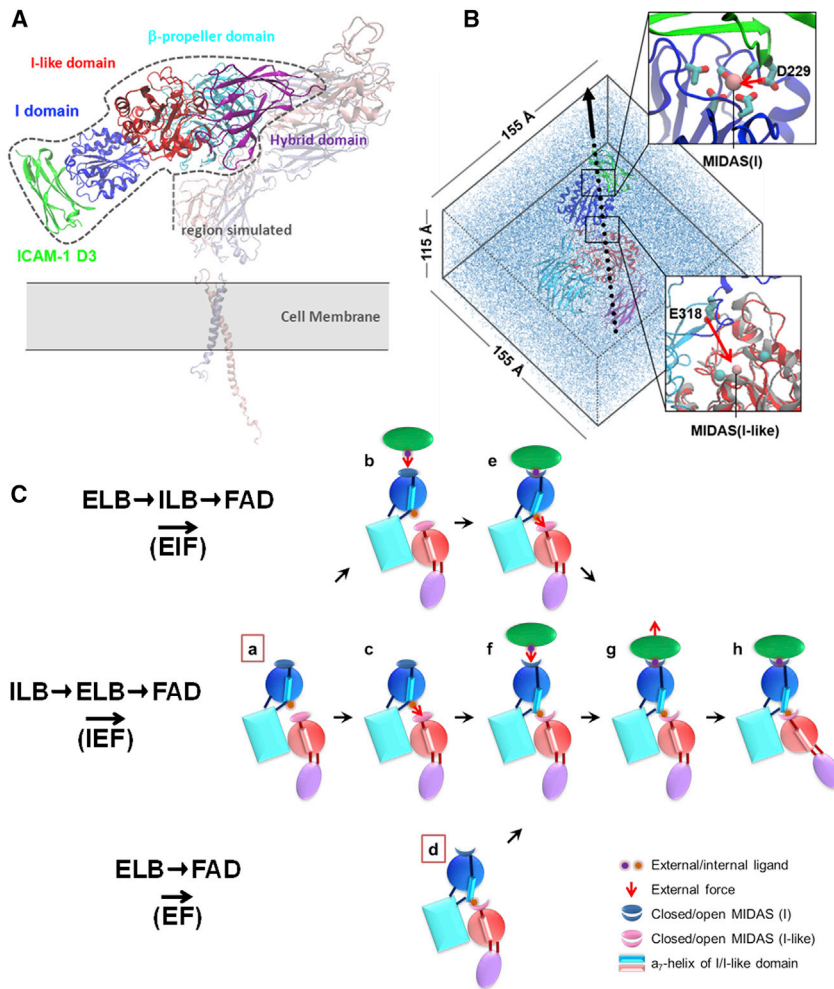 A
β-propeller domain
I-like domain
I domain
Hybrid domain
region simulated
ICAM-1 D3
Cell Membrane
B
155 Å
115 Å
155 Å
D229
MIDAS(I)
E318
MIDAS(I-like)
C
ELB→ILB→FAD
(EIF)
b
e
ILB→ELB→FAD
(IEF)
a
c
f
g
h
ELB→FAD
(EF)
d
External/internal ligand
External force
Closed/open MIDAS (I)
Closed/open MIDAS (I-like)
a7-helix of I/I-like domain